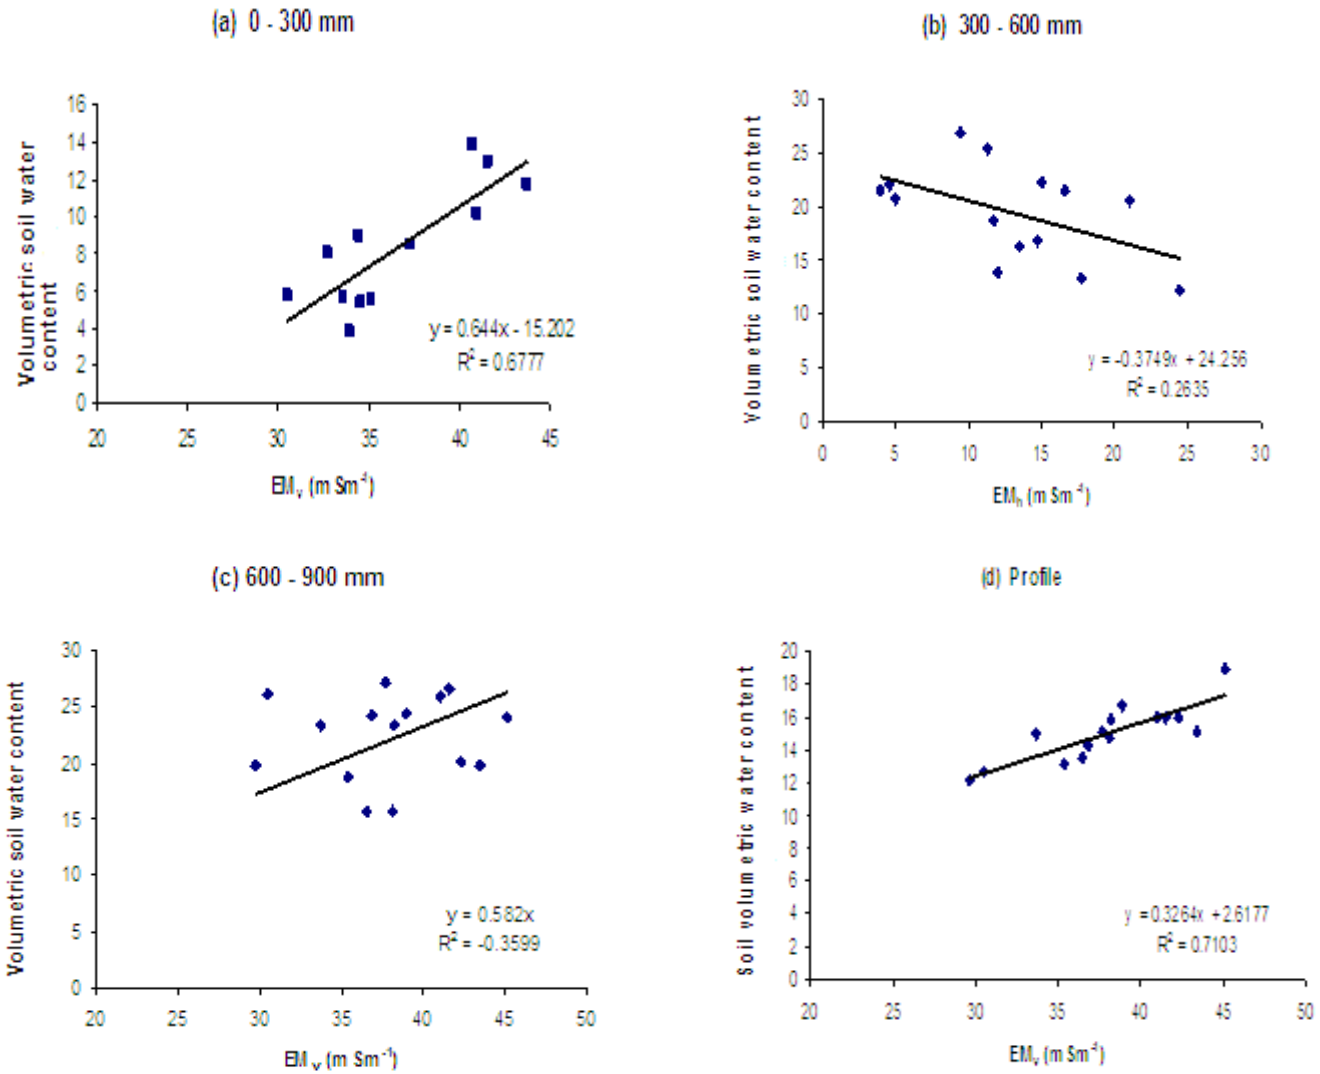 (a) 0 - 300 mm
Volumetric soil water
content
16
14
12
10
8
6
4
2
0
20 25 30 35 40 45
y = 0.644x - 15.202
R² = 0.6777
EMv (m Sm⁻¹)
(b) 300 - 600 mm
Volumetric soil water content
30
25
20
15
10
5
0
0 5 10 15 20 25 30
y = -0.3749x + 24.256
R² = 0.2635
EMh (m Sm⁻¹)
(c) 600 - 900 mm
Volumetric soil water content
30
25
20
15
10
5
0
20 25 30 35 40 45 50
y = 0.582x
R² = -0.3599
EMv (m Sm⁻¹)
(d) Profile
Soil volumetric water content
20
18
16
14
12
10
8
6
4
2
0
20 25 30 35 40 45 50
y = 0.3264x + 2.6177
R² = 0.7103
EMv (m Sm⁻¹)